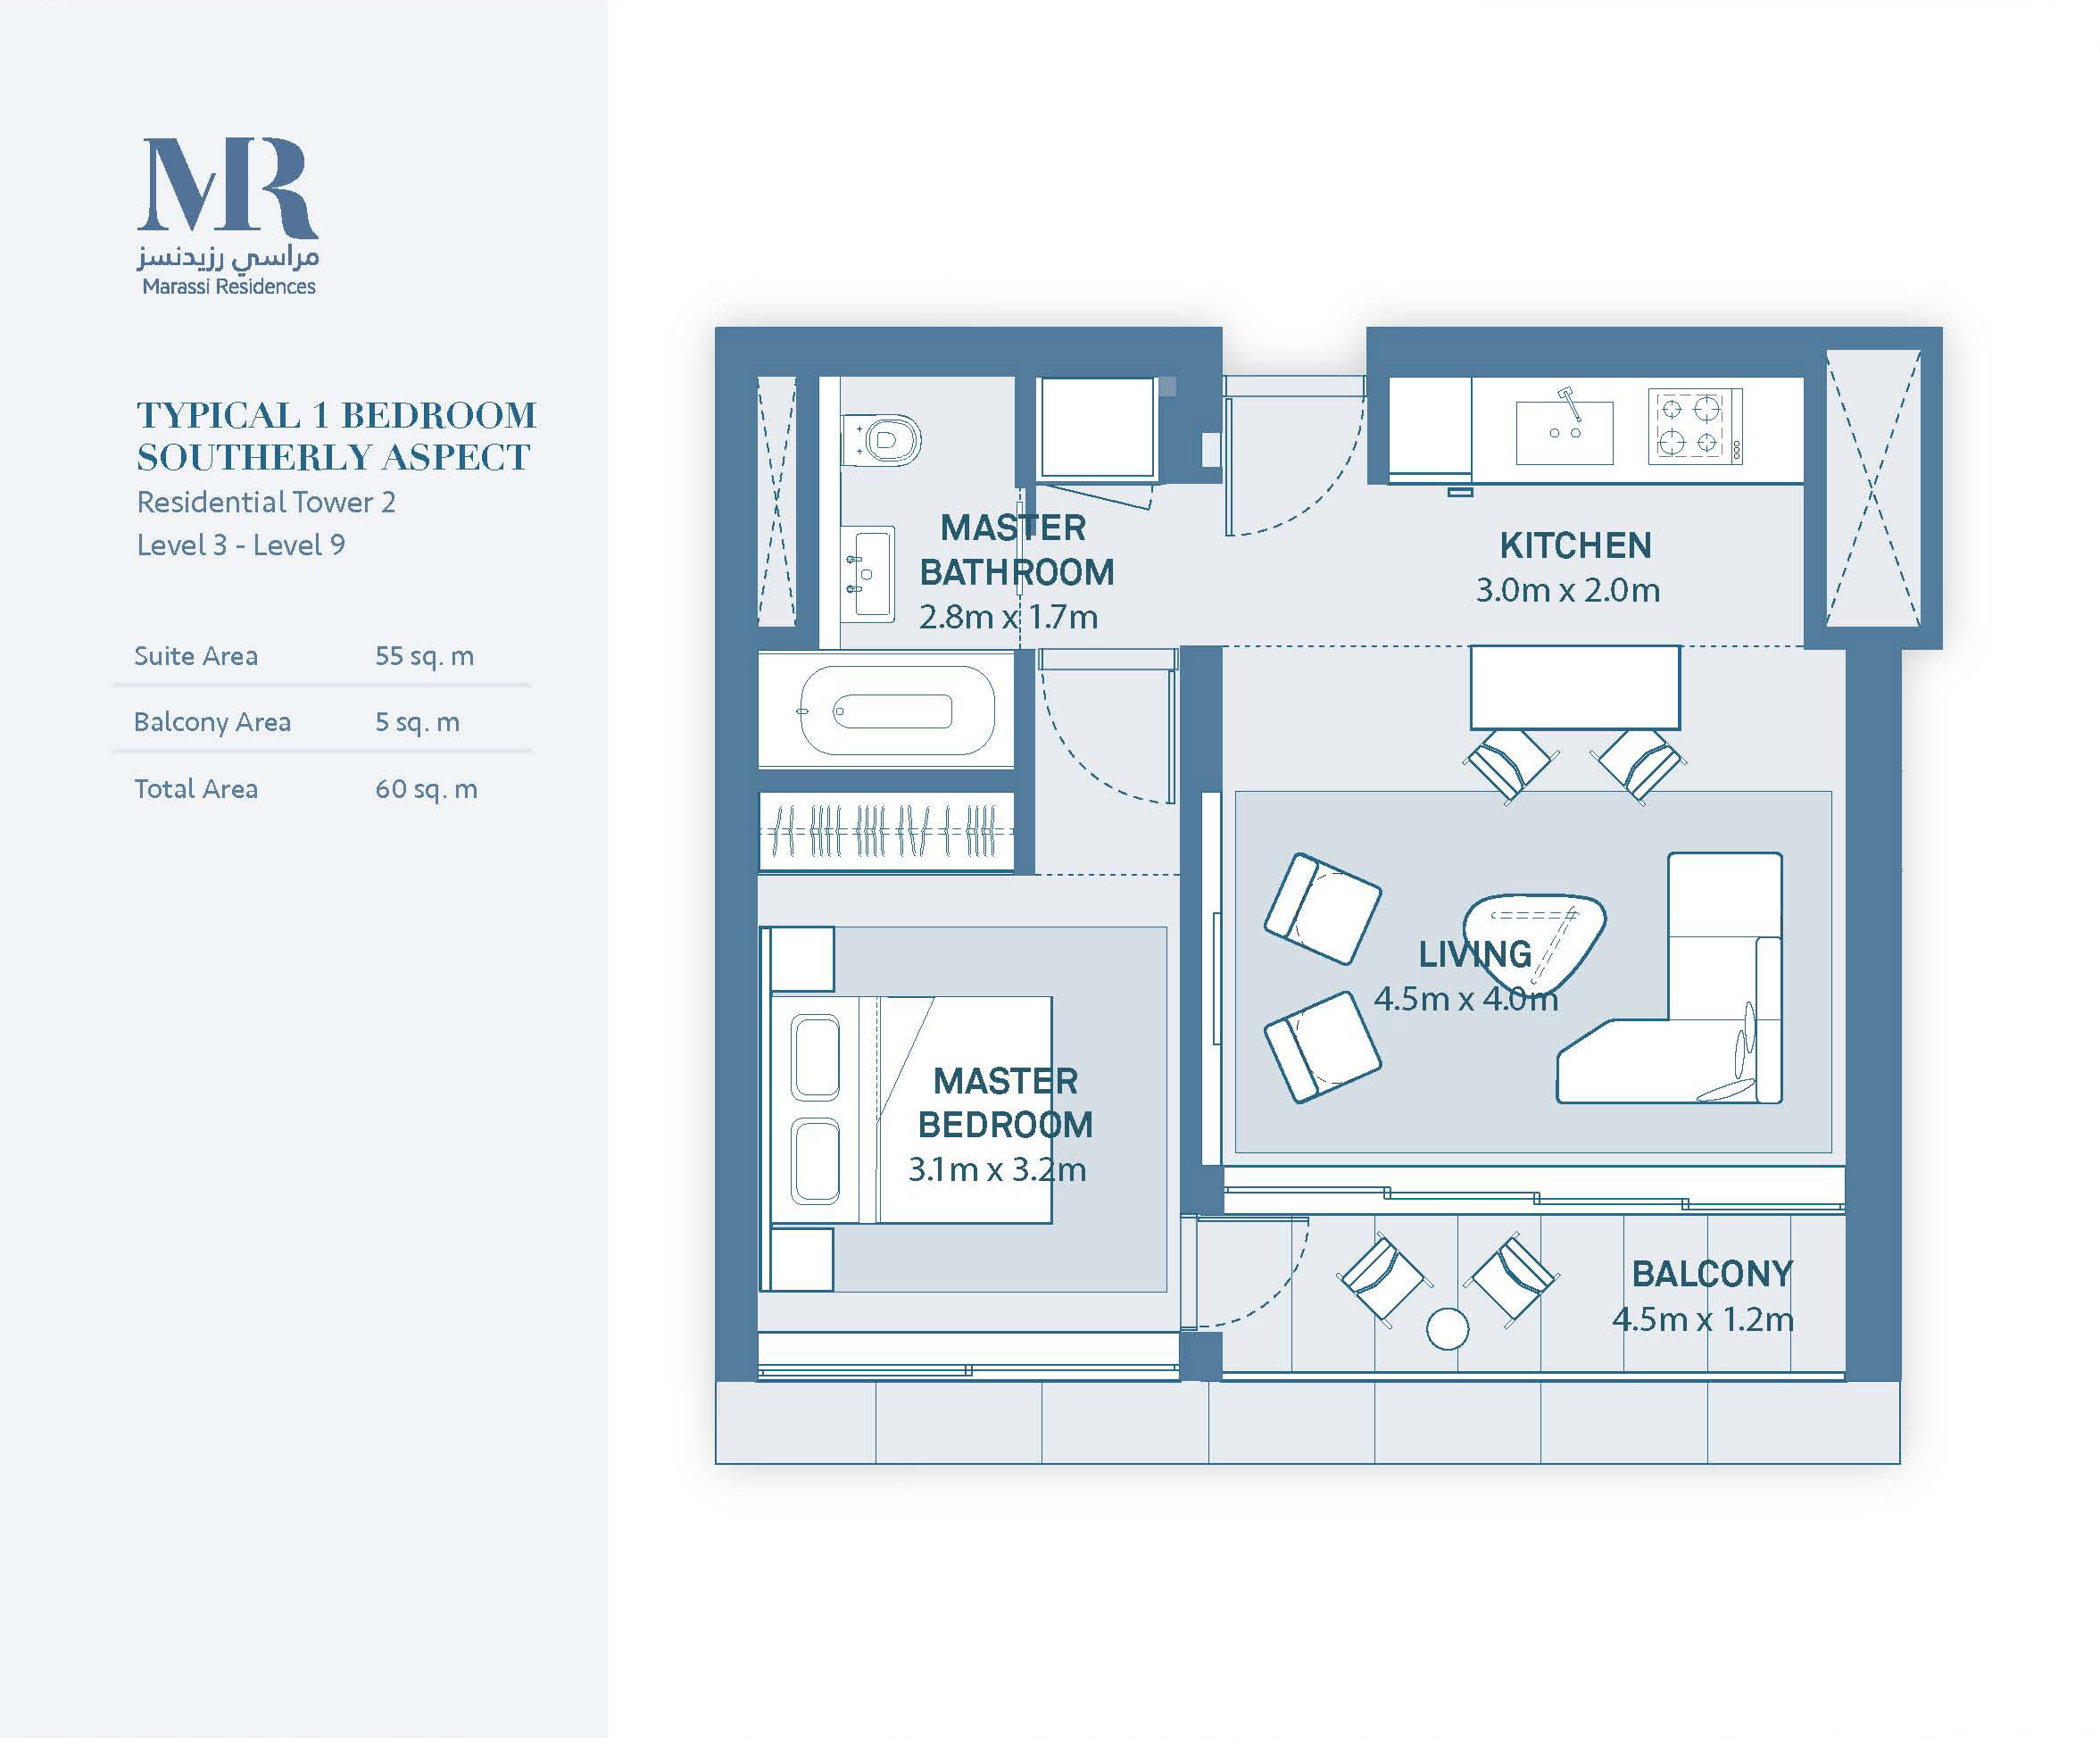 MR
مراسي رزيدنسز
Marassi Residences
TYPICAL 1 BEDROOM
SOUTHERLY ASPECT
Residential Tower 2
Level 3 - Level 9
Suite Area 55 sq. m
Balcony Area 5 sq. m
Total Area 60 sq. m
MASTER
BATHROOM
2.8m x 1.7m
KITCHEN
3.0m x 2.0m
LIVING
4.5m x 4.0m
MASTER
BEDROOM
3.1m x 3.2m
BALCONY
4.5m x 1.2m